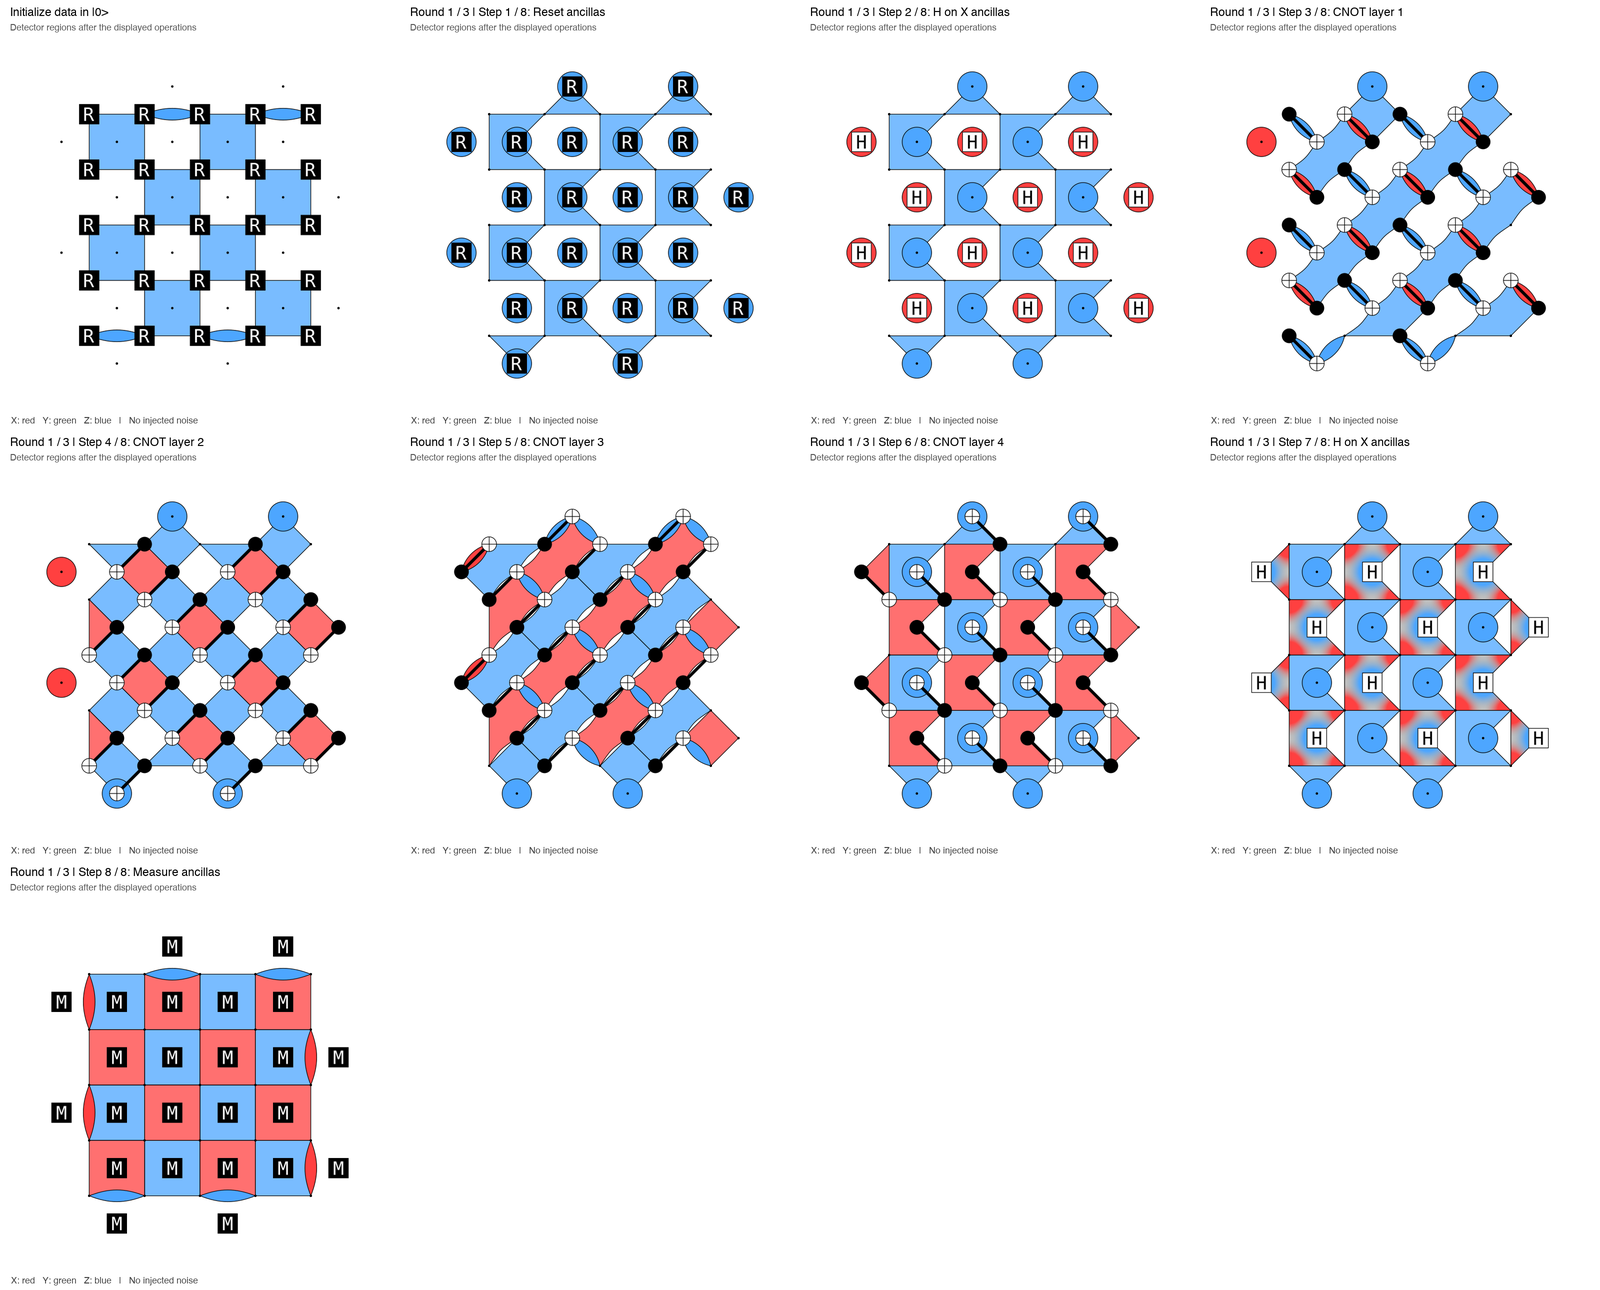 Initialize data in |0>
Detector regions after the displayed operations
R R R R R
R R R R R
R R R R R
R R R R R
R R R R R
X: red Y: green Z: blue | No injected noise
Round 1 / 3 | Step 1 / 8: Reset ancillas
Detector regions after the displayed operations
R R
R R R R R
R R R R R
R R R R R
R R R R R
R R
X: red Y: green Z: blue | No injected noise
Round 1 / 3 | Step 2 / 8: H on X ancillas
Detector regions after the displayed operations
H H H
H H H
H H H
H H H
X: red Y: green Z: blue | No injected noise
Round 1 / 3 | Step 3 / 8: CNOT layer 1
Detector regions after the displayed operations
X: red Y: green Z: blue | No injected noise
Round 1 / 3 | Step 4 / 8: CNOT layer 2
Detector regions after the displayed operations
X: red Y: green Z: blue | No injected noise
Round 1 / 3 | Step 5 / 8: CNOT layer 3
Detector regions after the displayed operations
X: red Y: green Z: blue | No injected noise
Round 1 / 3 | Step 6 / 8: CNOT layer 4
Detector regions after the displayed operations
X: red Y: green Z: blue | No injected noise
Round 1 / 3 | Step 7 / 8: H on X ancillas
Detector regions after the displayed operations
H H H
H H H
H H H
H H H
X: red Y: green Z: blue | No injected noise
Round 1 / 3 | Step 8 / 8: Measure ancillas
Detector regions after the displayed operations
M M
M M M M M
M M M M M
M M M M M
M M M M M
M M
X: red Y: green Z: blue | No injected noise